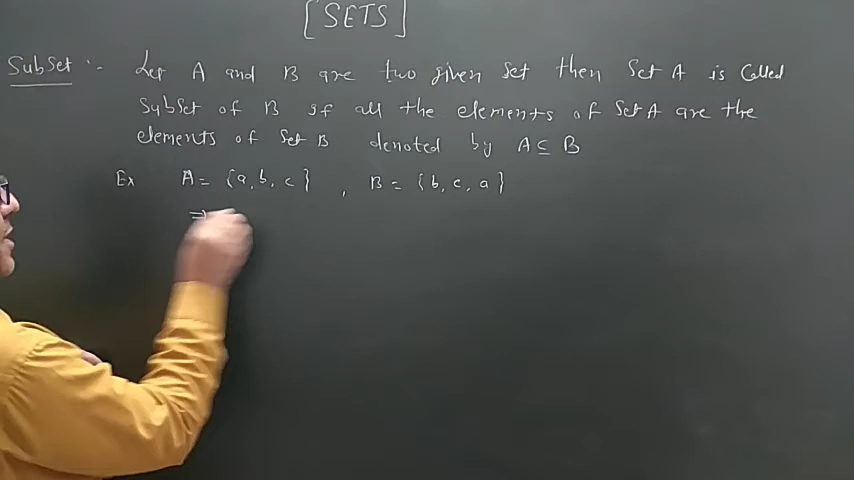 [SETS]
Subset :- Let A and B are two given set then Set A is Called
Subset of B if all the elements of Set A are the
elements of Set B denoted by A ⊆ B
Ex A = {a, b, c} , B = {b, c, a}
⇒